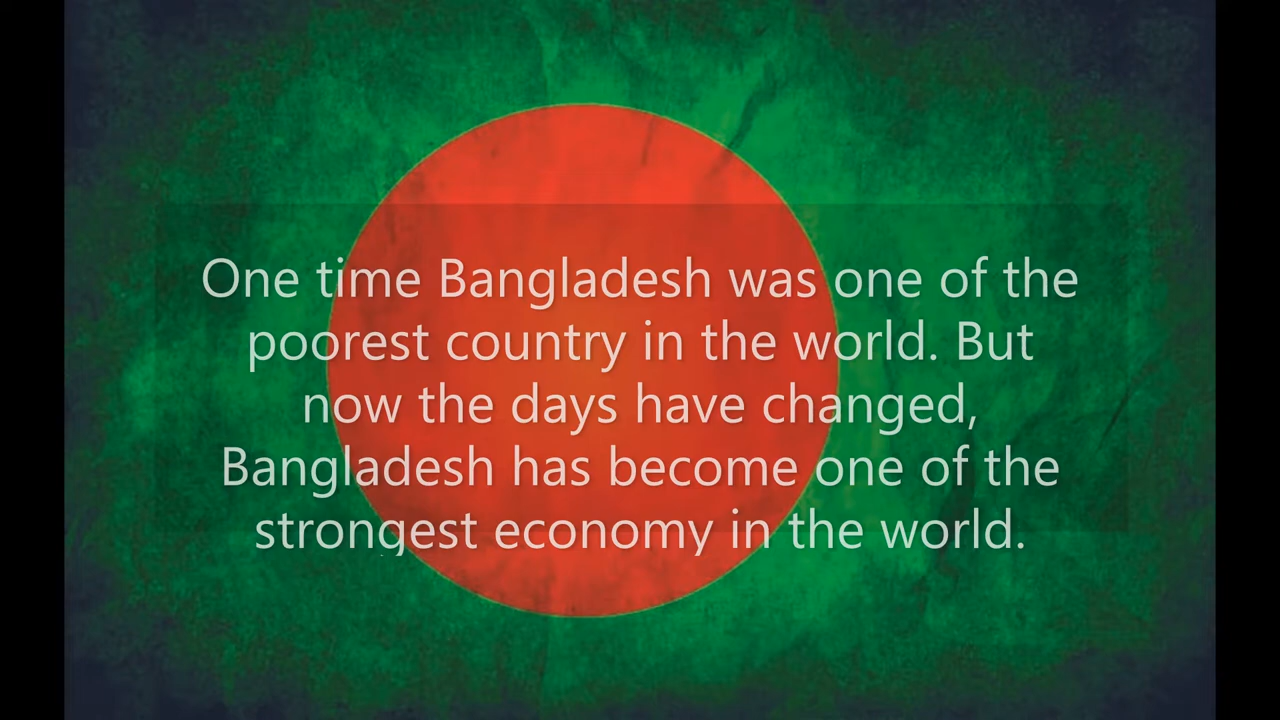 One time Bangladesh was one of the
poorest country in the world. But
now the days have changed,
Bangladesh has become one of the
strongest economy in the world.